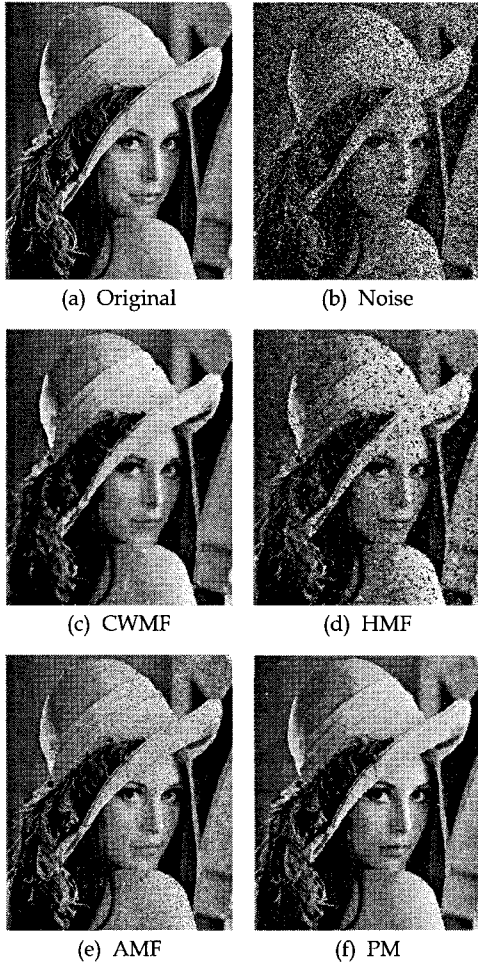 (a) Original
(b) Noise
(c) CWMF
(d) HMF
(e) AMF
(f) PM